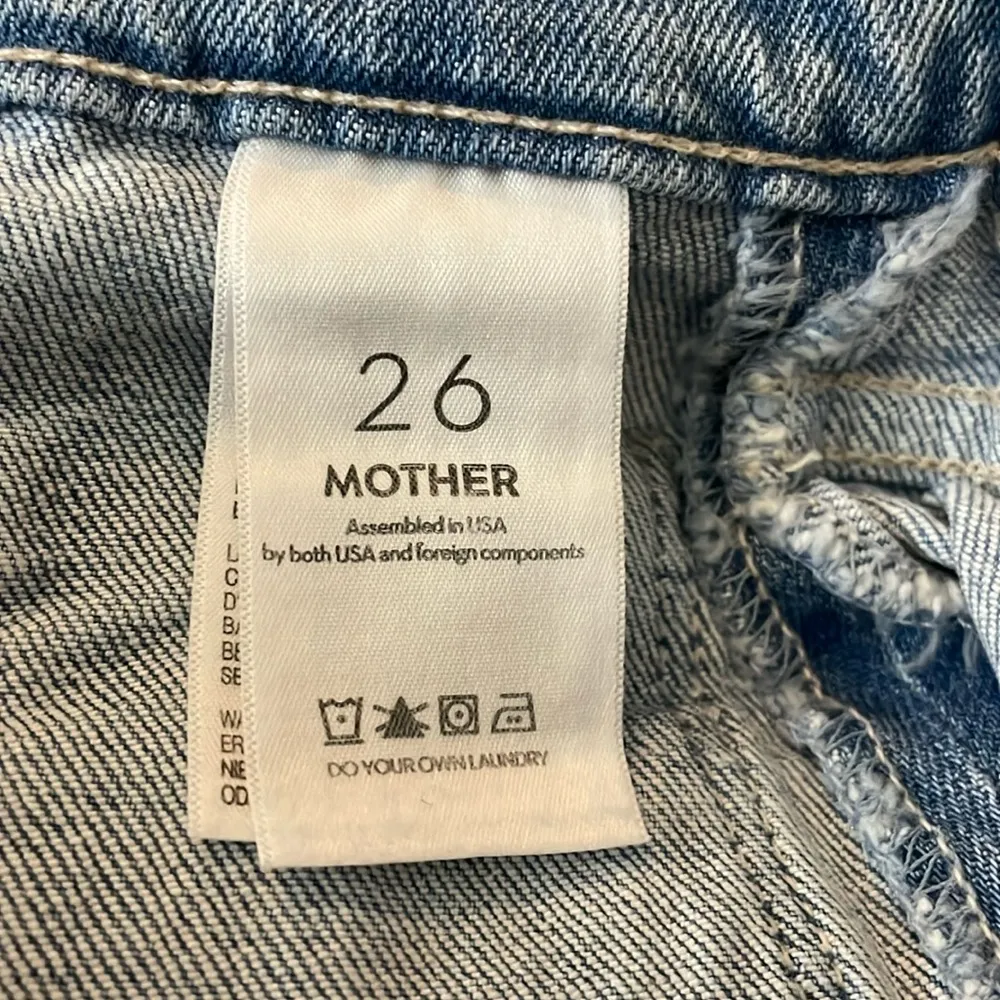 26
MOTHER
Assembled in USA
by both USA and foreign components
DO YOUR OWN LAUNDRY